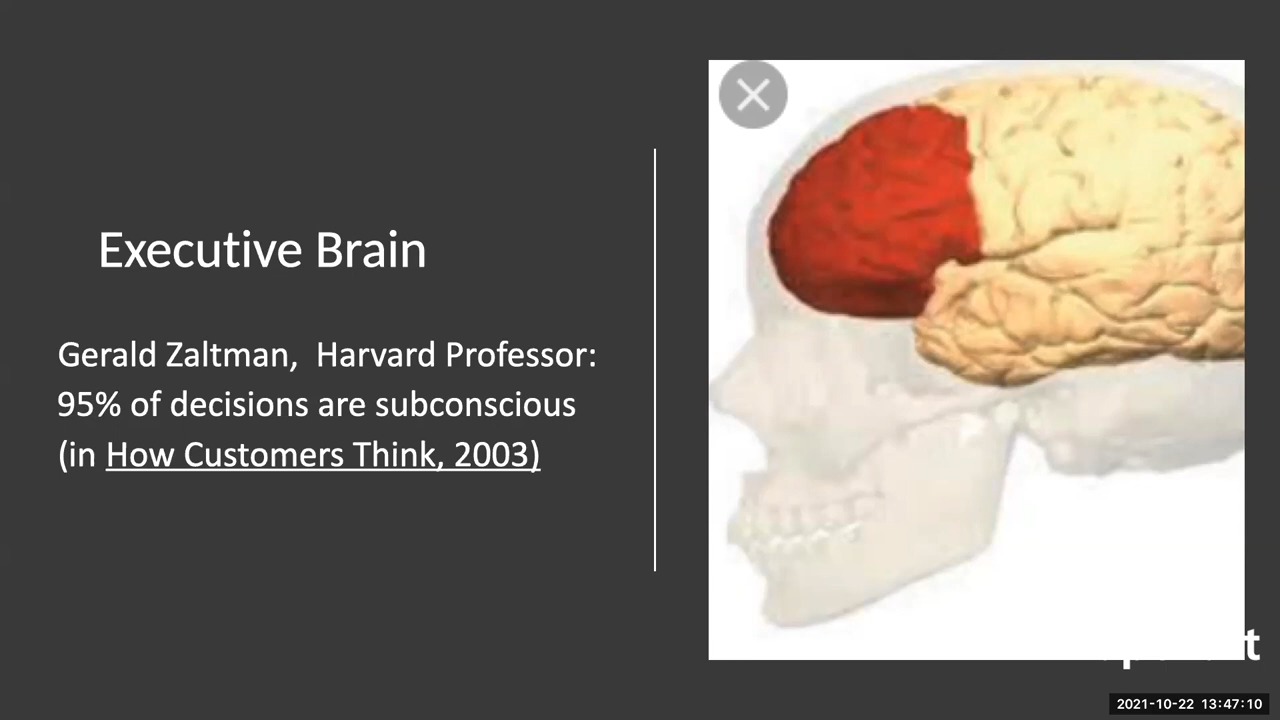 Executive Brain
Gerald Zaltman, Harvard Professor:
95% of decisions are subconscious
(in How Customers Think, 2003)
2021-10-22 13:47:10